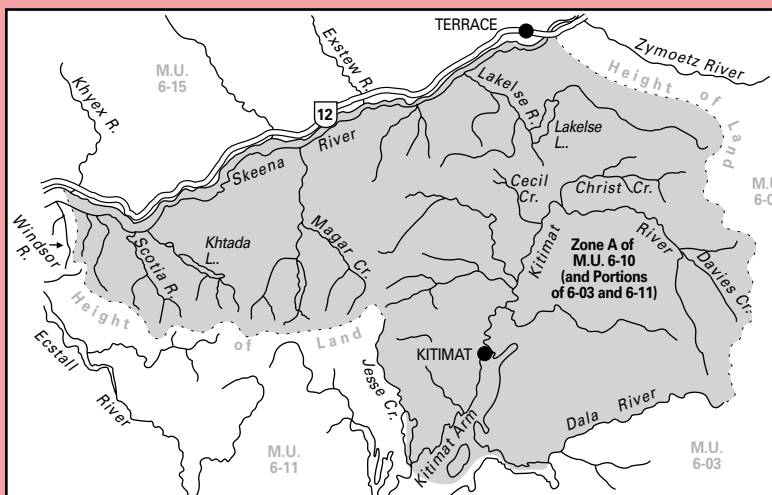 TERRACE
Zymoetz River
M.U.
6-15
Exstew R.
Khyex R.
Height of Land
Lakelse R.
12
Lakelse
L..
Skeena River
Cecil
Cr.
Christ Cr.
M.U
6-0
Windsor
R.
Scotia R.
Khtada
L..
Magar Cr.
Kitimat River
Zone A of
M.U. 6-10
(and Portions
of 6-03 and 6-11)
Davies Cr.
Height of Land
Ecstall River
KITIMAT
Jesse Cr.
Kitimat Arm
Dala River
M.U.
6-11
M.U.
6-03